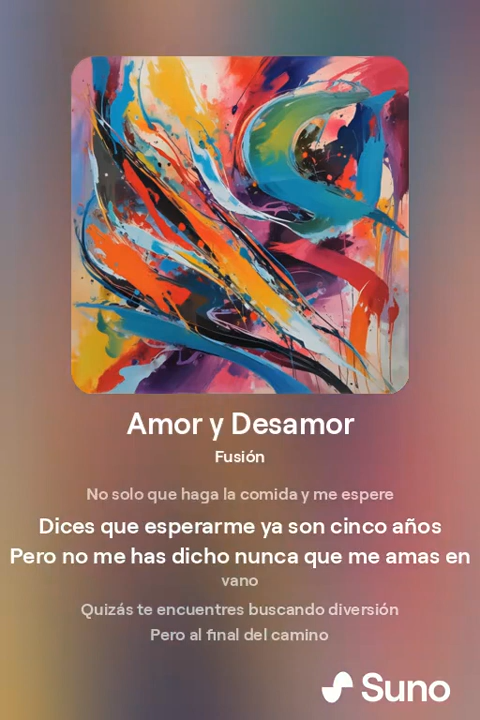 Amor y Desamor
Fusión
No solo que haga la comida y me espere
Dices que esperarme ya son cinco años
Pero no me has dicho nunca que me amas en
vano
Quizás te encuentres buscando diversión
Pero al final del camino
Suno